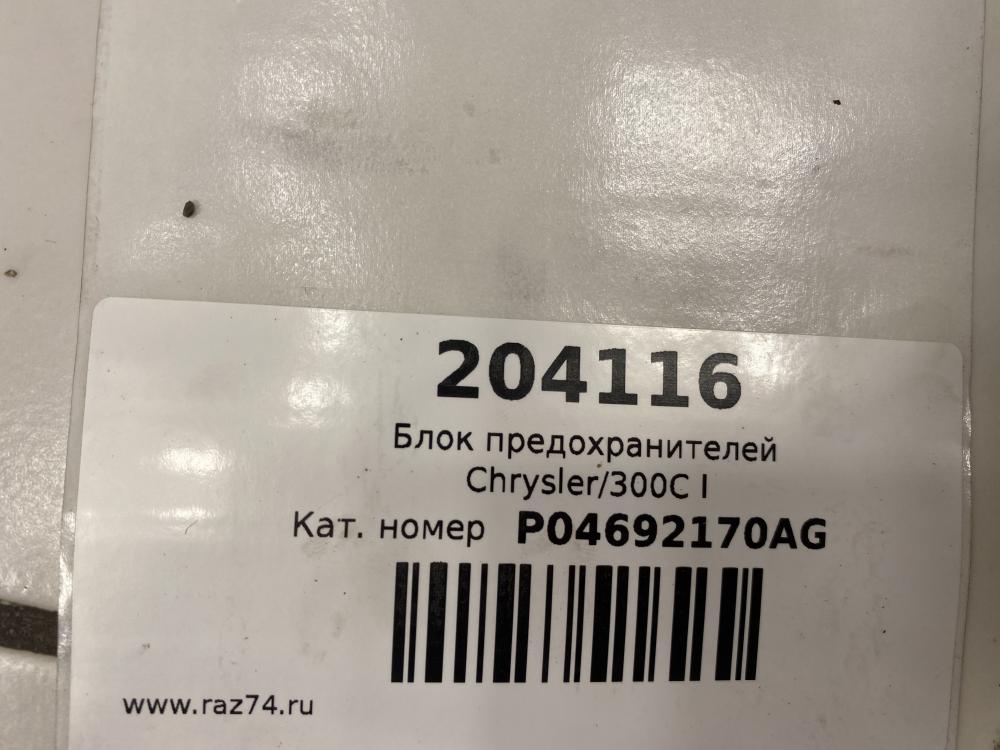 204116
Блок предохранителей
Chrysler/300C I
Кат. номер P04692170AG
www.raz74.ru